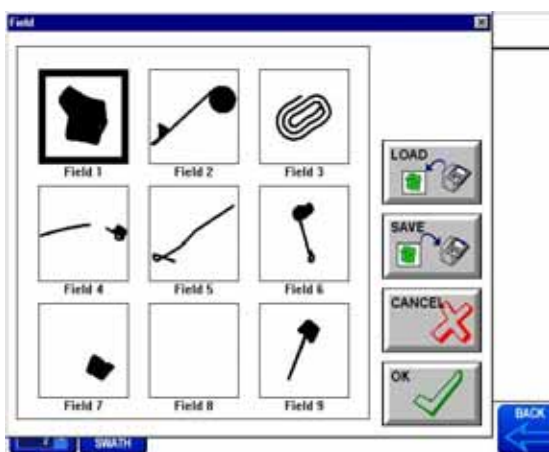 Field
Field 1
Field 2
Field 3
LOAD
SAVE
Field 4
Field 5
Field 6
CANCEL
OK
Field 7
Field 8
Field 9
BACK
SWATH